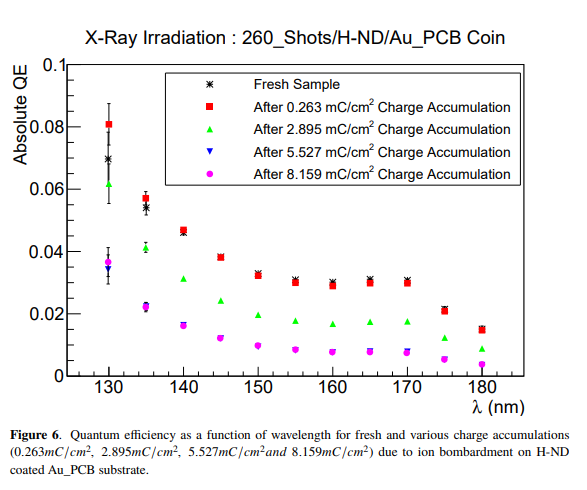 X-Ray Irradiation : 260_Shots/H-ND/Au_PCB Coin
Absolute QE
0.1
0.08
0.06
0.04
0.02
0
Fresh Sample
After 0.263 mC/cm² Charge Accumulation
After 2.895 mC/cm² Charge Accumulation
After 5.527 mC/cm² Charge Accumulation
After 8.159 mC/cm² Charge Accumulation
130 140 150 160 170 180
λ (nm)
Figure 6. Quantum efficiency as a function of wavelength for fresh and various charge accumulations
(0.263mC/cm², 2.895mC/cm², 5.527mC/cm²and 8.159mC/cm²) due to ion bombardment on H-ND
coated Au_PCB substrate.